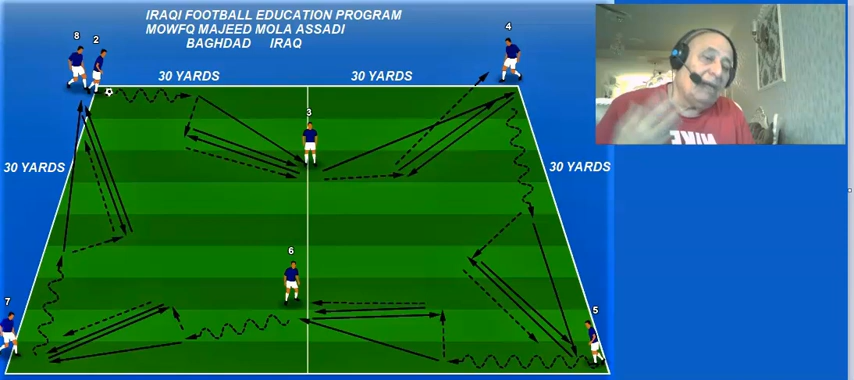 IRAQI FOOTBALL EDUCATION PROGRAM
MOWFQ MAJEED MOLA ASSADI
BAGHDAD IRAQ
8 2
4
30 YARDS 30 YARDS
3
30 YARDS
30 YARDS
6
7
5
NIKE